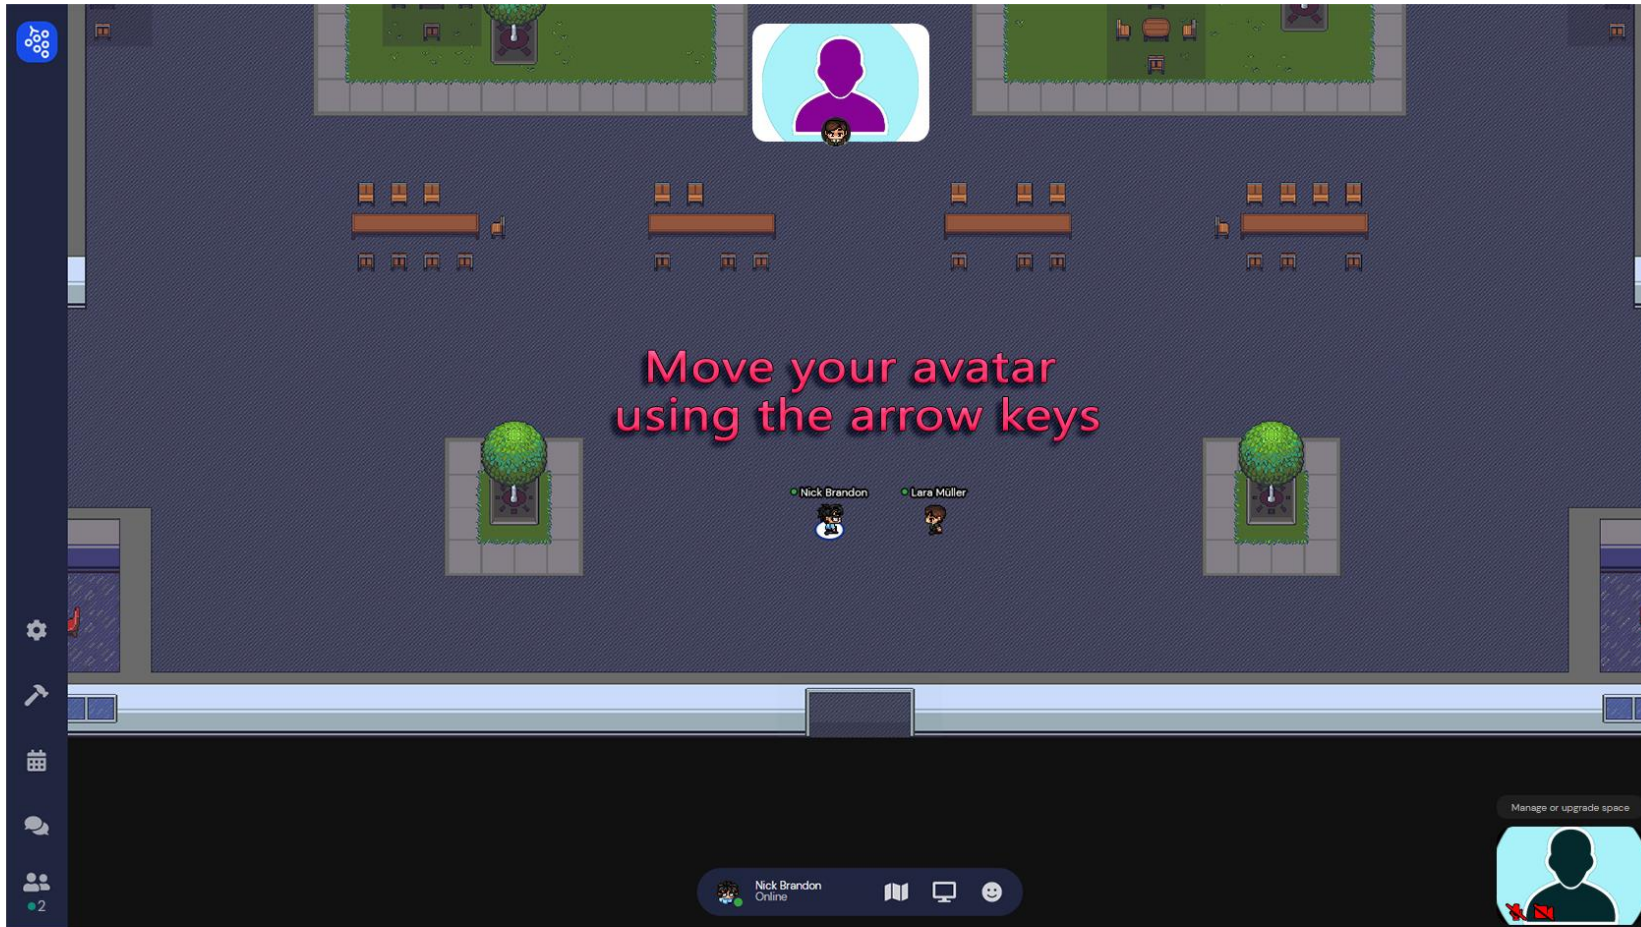 Move your avatar
using the arrow keys
Nick Brandon
Lara Müller
Manage or upgrade space
Nick Brandon
Online
2